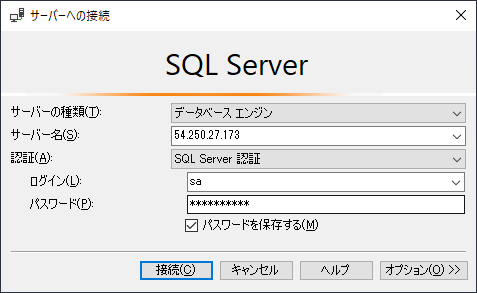 サーバーへの接続
SQL Server
サーバーの種類(T): データベース エンジン
サーバー名(S): 54.250.27.173
認証(A): SQL Server 認証
ログイン(L): sa
パスワード(P): **********
パスワードを保存する(M)
接続(C) キャンセル ヘルプ オプション(O) >>